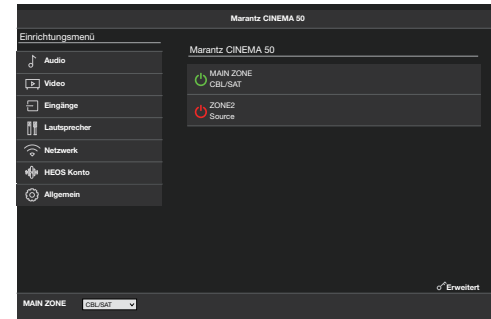 Marantz CINEMA 50
Einrichtungsmenü
Audio
Video
Eingänge
Lautsprecher
Netzwerk
HEOS Konto
Allgemein
Marantz CINEMA 50
MAIN ZONE
CBL/SAT
ZONE2
Source
Erweitert
MAIN ZONE CBL/SAT